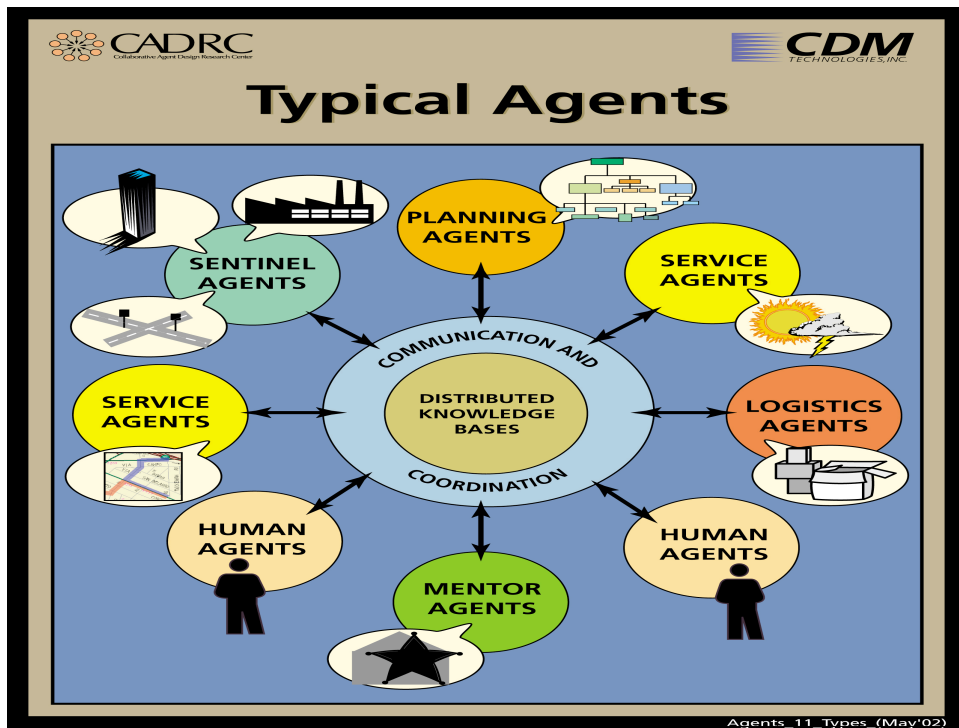 CADRC
Collaborative Agent Design Research Center
CDM
TECHNOLOGIES, INC.
Typical Agents
PLANNING
AGENTS
SENTINEL
AGENTS
SERVICE
AGENTS
COMMUNICATION AND
SERVICE
AGENTS
DISTRIBUTED
KNOWLEDGE
BASES
LOGISTICS
AGENTS
COORDINATION
HUMAN
AGENTS
HUMAN
AGENTS
MENTOR
AGENTS
Agents_11_Types_(May'02)